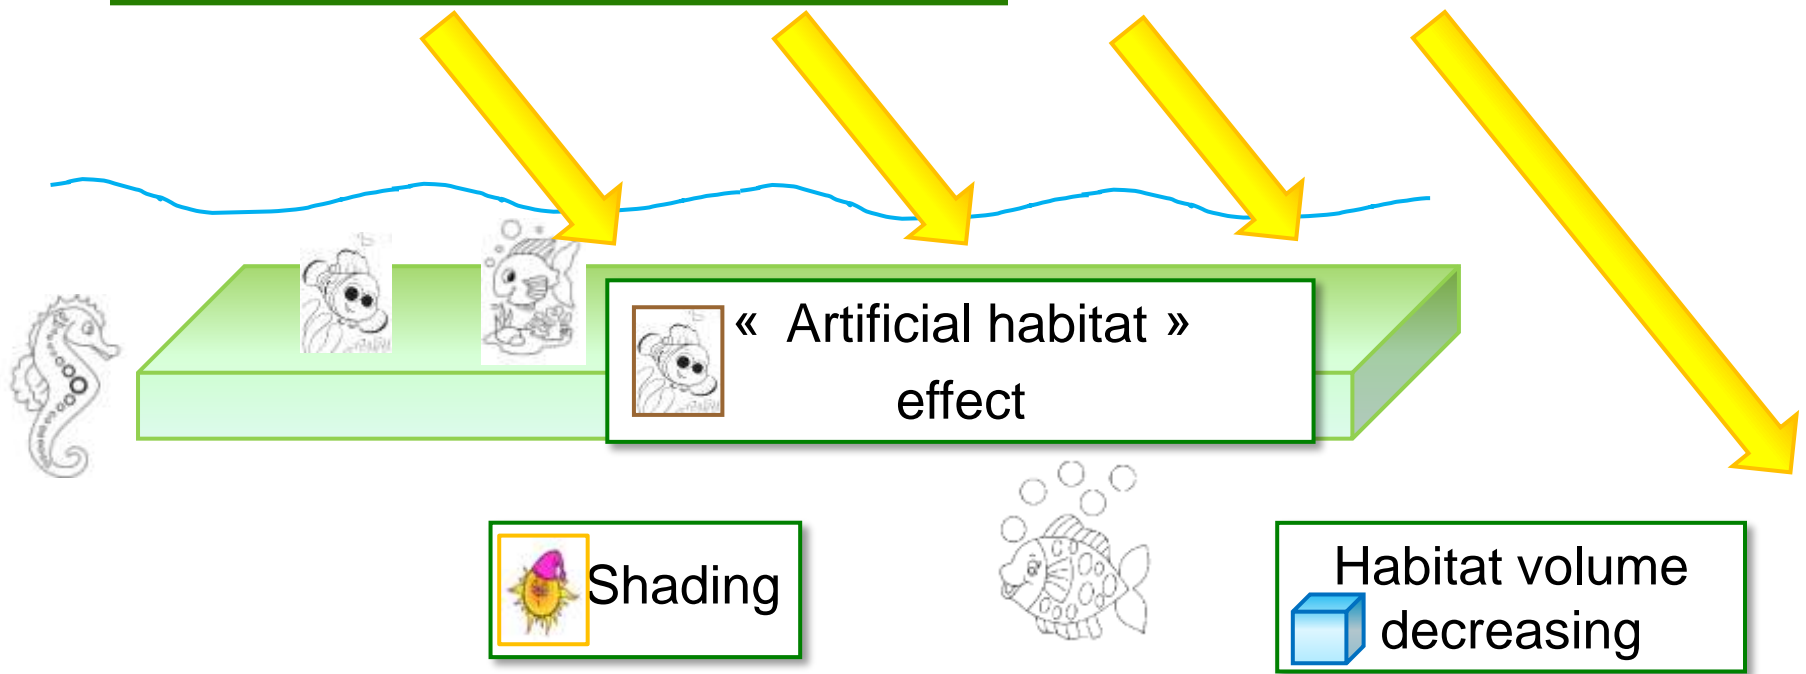 «  Artificial habitat »
effect
Shading
Habitat volume
decreasing